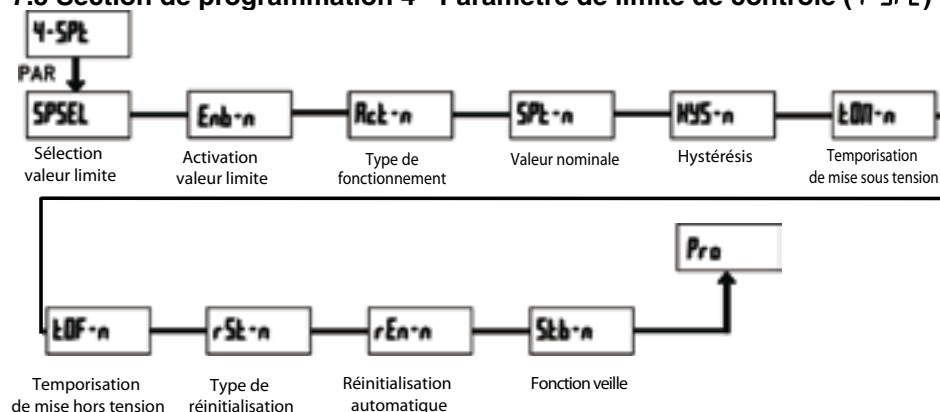 7.5 Section de programmation 4 - Paramètre de limite de contrôle (4-SPt)
4-SPt
PAR
SPSEL
Enb-n
Act-n
SPt-n
HYS-n
tON-n
Sélection
valeur limite
Activation
valeur limite
Type de
fonctionnement
Valeur nominale
Hystérésis
Temporisation
de mise sous tension
Pro
tOF-n
rSt-n
rEn-n
Stb-n
Temporisation
de mise hors tension
Type de
réinitialisation
Réinitialisation
automatique
Fonction veille